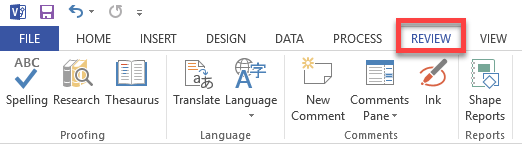 FILE HOME INSERT DESIGN DATA PROCESS REVIEW VIEW
ABC
Spelling Research Thesaurus Translate Language New Comment Comments Pane Ink Shape Reports
Proofing Language Comments Reports